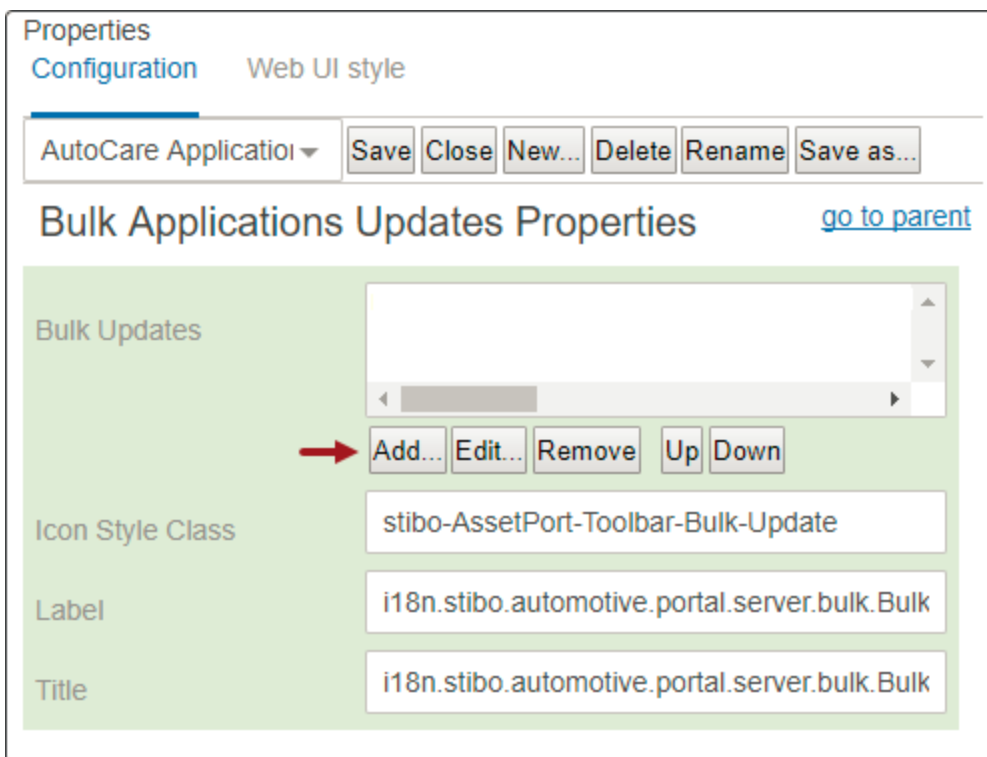 Properties
Configuration Web UI style
AutoCare Application Save Close New... Delete Rename Save as...
Bulk Applications Updates Properties go to parent
Bulk Updates
Add... Edit... Remove Up Down
Icon Style Class stibo-AssetPort-Toolbar-Bulk-Update
Label i18n.stibo.automotive.portal.server.bulk.Bulk
Title i18n.stibo.automotive.portal.server.bulk.Bulk